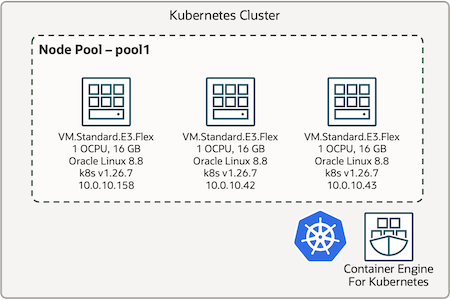 Kubernetes Cluster
Node Pool – pool1
VM.Standard.E3.Flex
1 OCPU, 16 GB
Oracle Linux 8.8
k8s v1.26.7
10.0.10.158
VM.Standard.E3.Flex
1 OCPU, 16 GB
Oracle Linux 8.8
k8s v1.26.7
10.0.10.42
VM.Standard.E3.Flex
1 OCPU, 16 GB
Oracle Linux 8.8
k8s v1.26.7
10.0.10.43
Container Engine
For Kubernetes